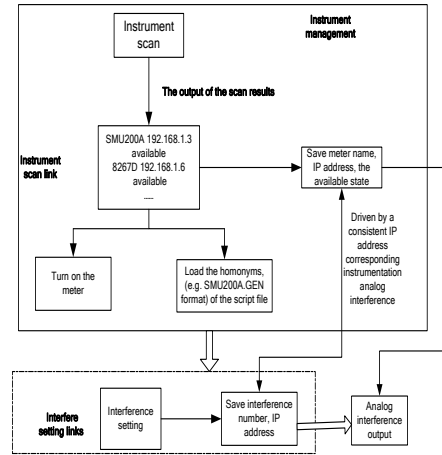 Instrument
scan
Instrument
management
The output of the scan results
SMU200A 192.168.1.3
available
8267D 192.168.1.6
available
.....
Save meter name,
IP address, the
available state
Instrument
scan link
Turn on the
meter
Load the homonyms,
(e.g. SMU200A.GEN
format) of the script file
Driven by a
consistent IP
address
corresponding
instrumentation
analog
interference
Interfere
setting links
Interference
setting
Save interference
number, IP
address
Analog
interference
output